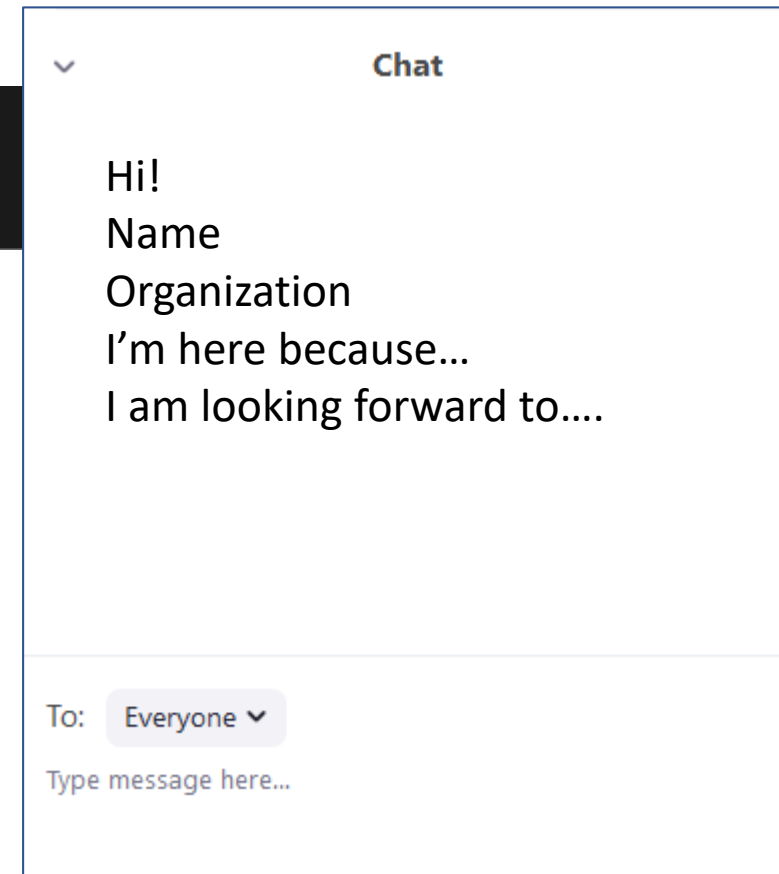 Chat
Hi!
Name
Organization
I’m here because…
I am looking forward to….
To: Everyone
Type message here...